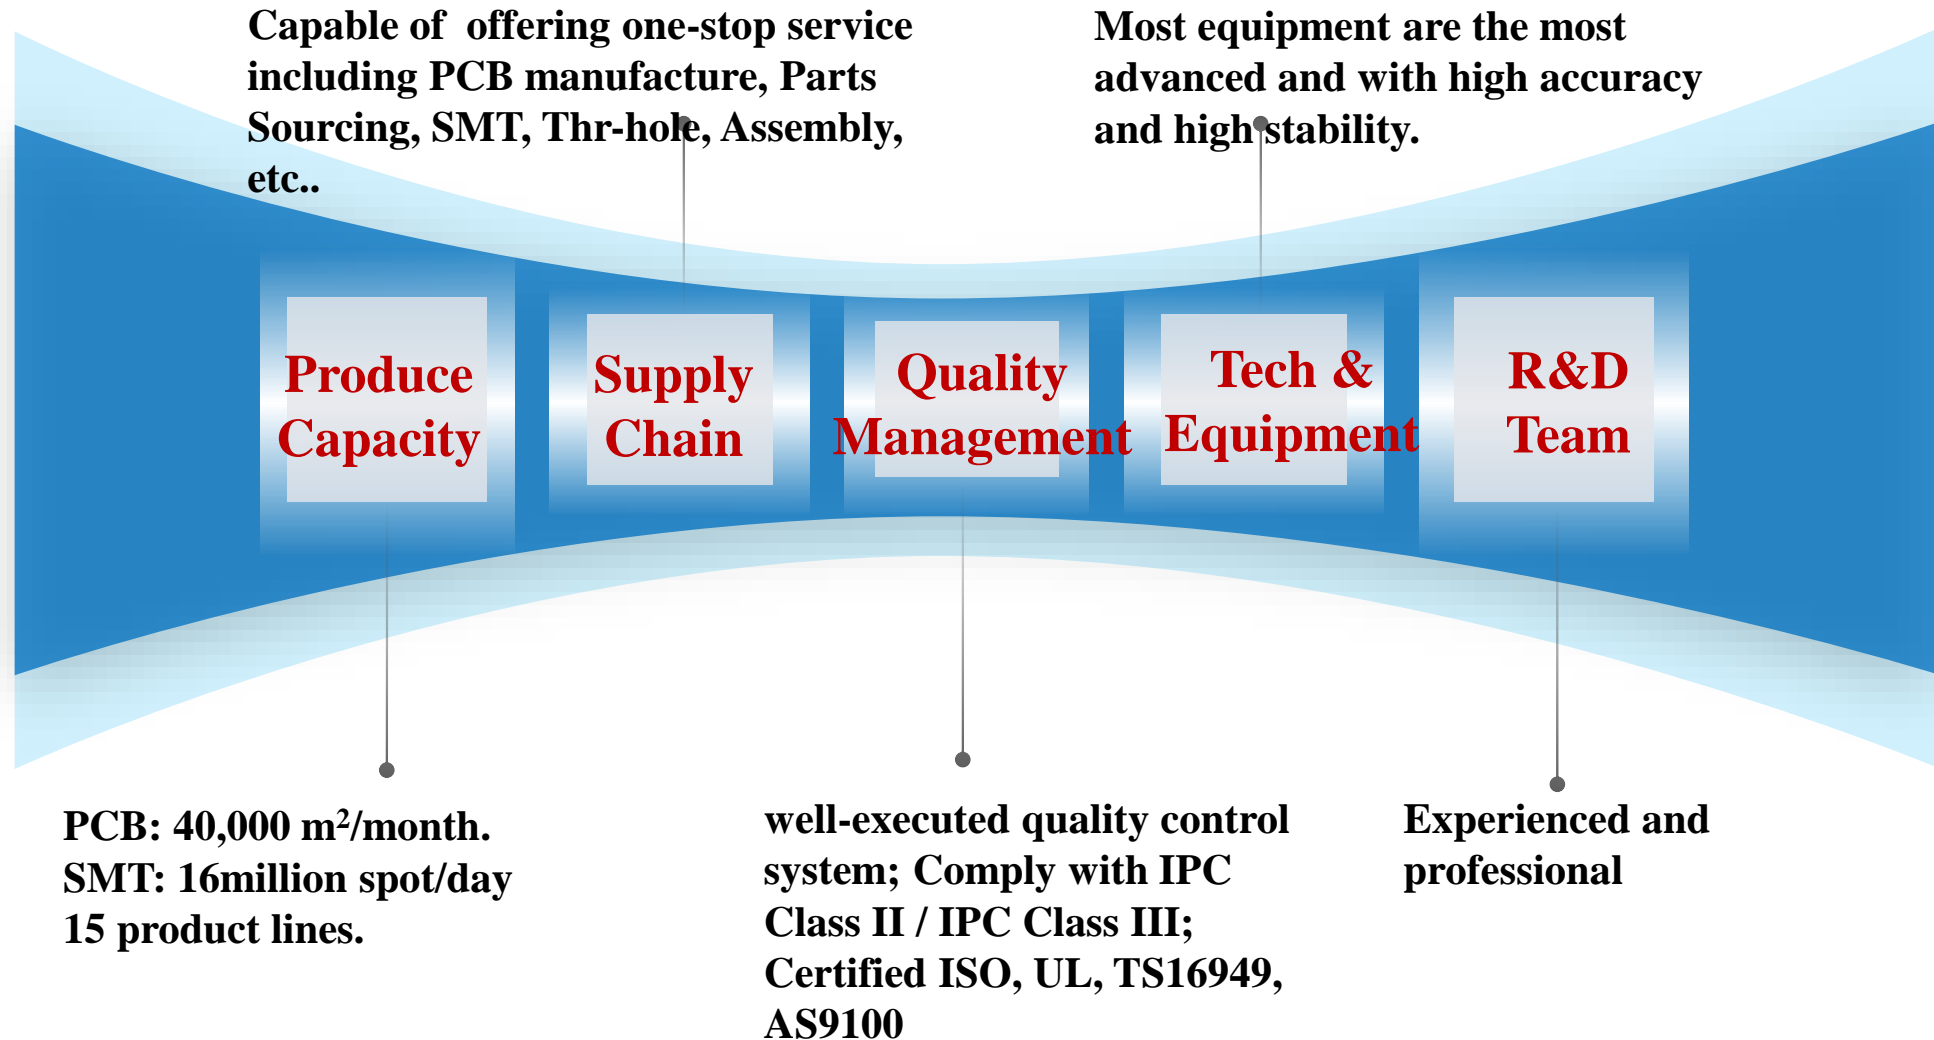 Capable of  offering one-stop service
including PCB manufacture, Parts
Sourcing, SMT, Thr-hole, Assembly,
etc..
Most equipment are the most
advanced and with high accuracy
and high stability.
Produce
Capacity
Supply
Chain
Quality
Management
Tech &
Equipment
R&D
Team
PCB: 40,000 m²/month.
SMT: 16million spot/day
15 product lines.
well-executed quality control
system; Comply with IPC
Class II / IPC Class III;
Certified ISO, UL, TS16949,
AS9100
Experienced and
professional